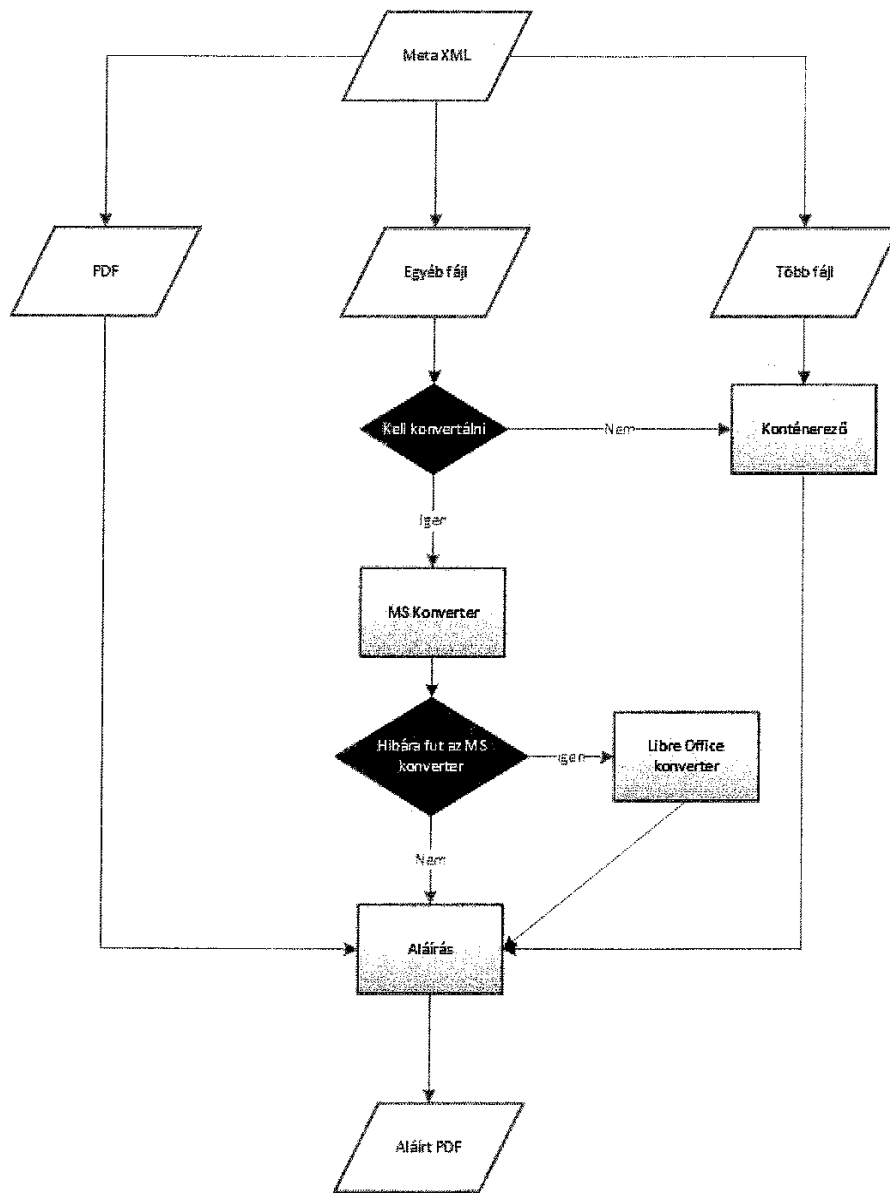 Meta XML
PDF
Egyéb fájl
Több fájl
Kell konvertálni
Nem
Konténerező
Igen
MS Konverter
Hibára fut az MS
konverter
Igen
Libre Office
konverter
Nem
Aláírás
Aláírt PDF